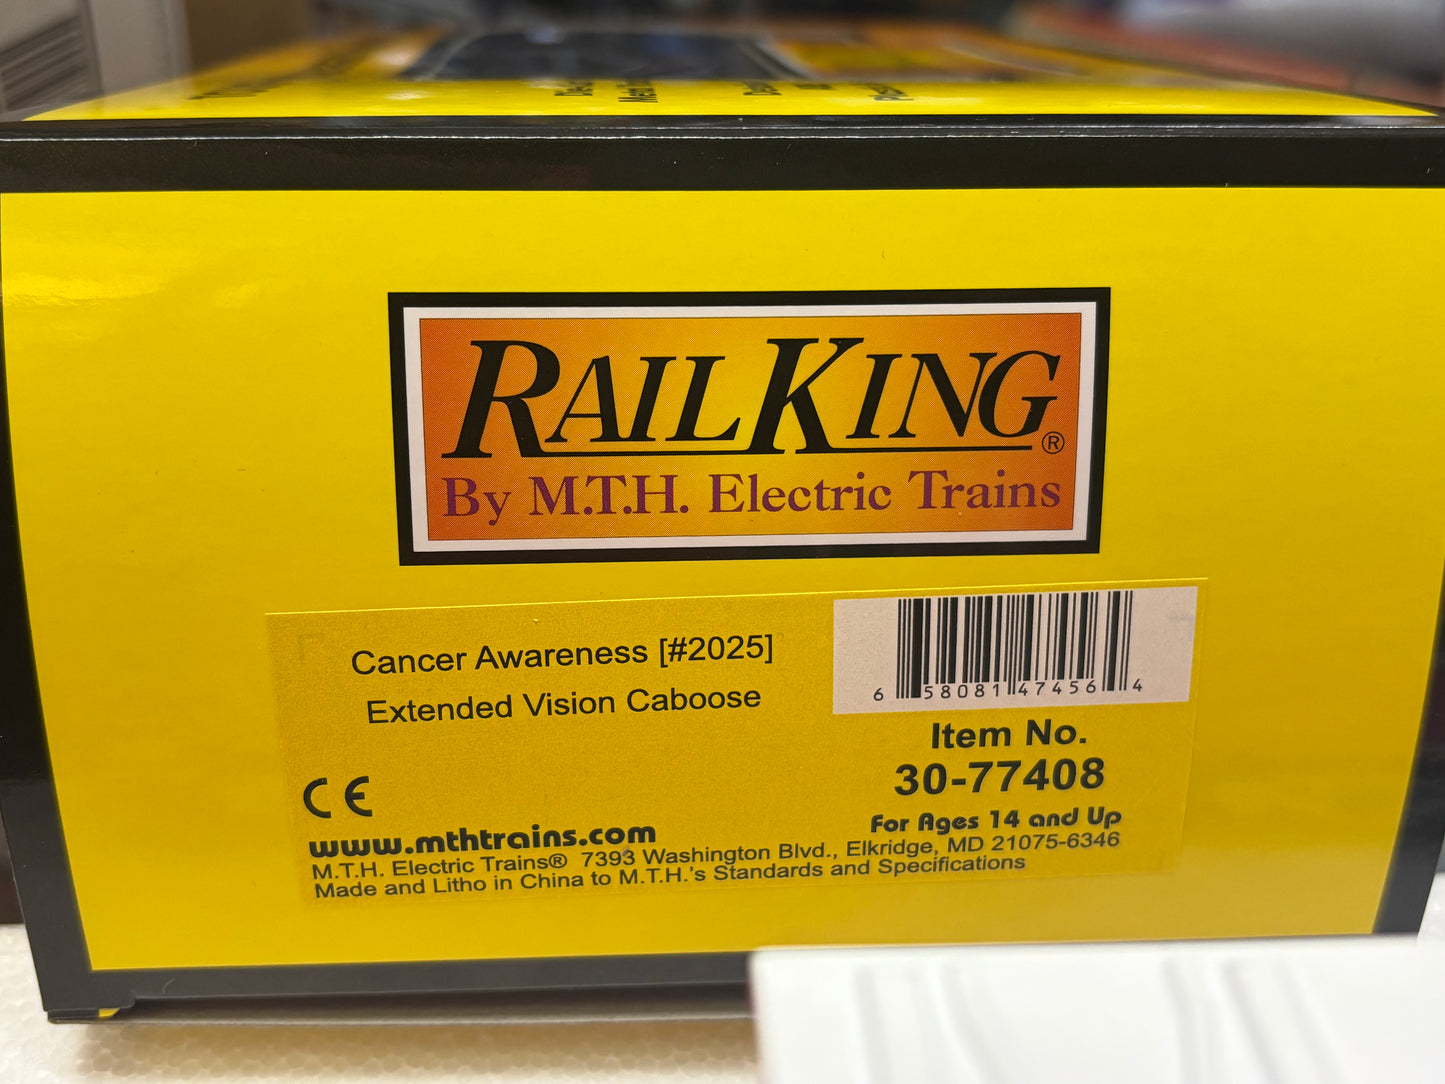 RAILKING®
By M.T.H. Electric Trains
Cancer Awareness [#2025]
Extended Vision Caboose
6 58081 47456 4
Item No.
30-77408
CE
For Ages 14 and Up
www.mthtrains.com
M.T.H. Electric Trains® 7393 Washington Blvd., Elkridge, MD 21075-6346
Made and Litho in China to M.T.H.'s Standards and Specifications